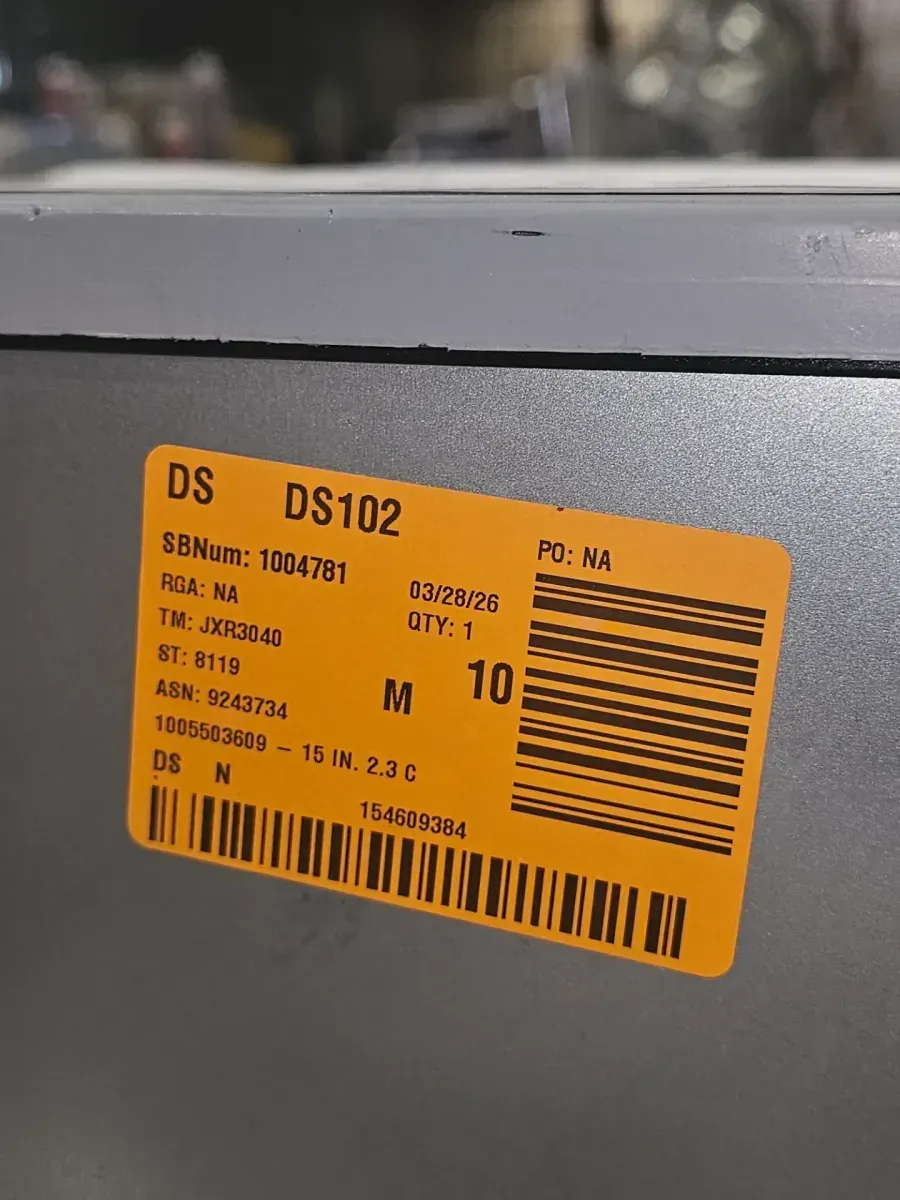 DS DS102
SBNum: 1004781
PO: NA
RGA: NA
03/28/26
TM: JXR3040
QTY: 1
ST: 8119
M 10
ASN: 9243734
1005503609 – 15 IN. 2.3 C
DS N
154609384